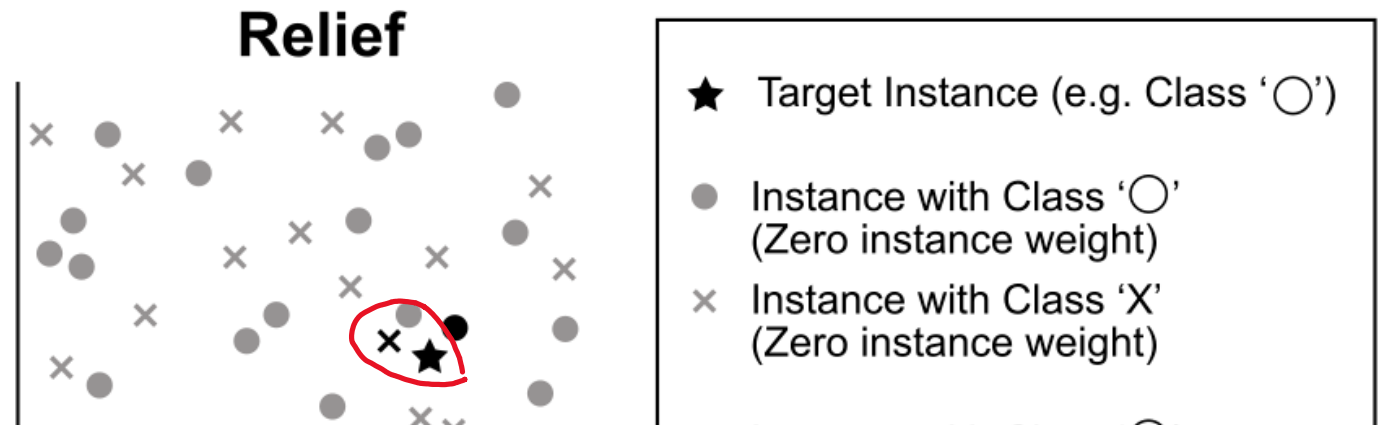 Relief
Target Instance (e.g. Class ‘○’)
Instance with Class ‘○’
(Zero instance weight)
Instance with Class ‘X’
(Zero instance weight)